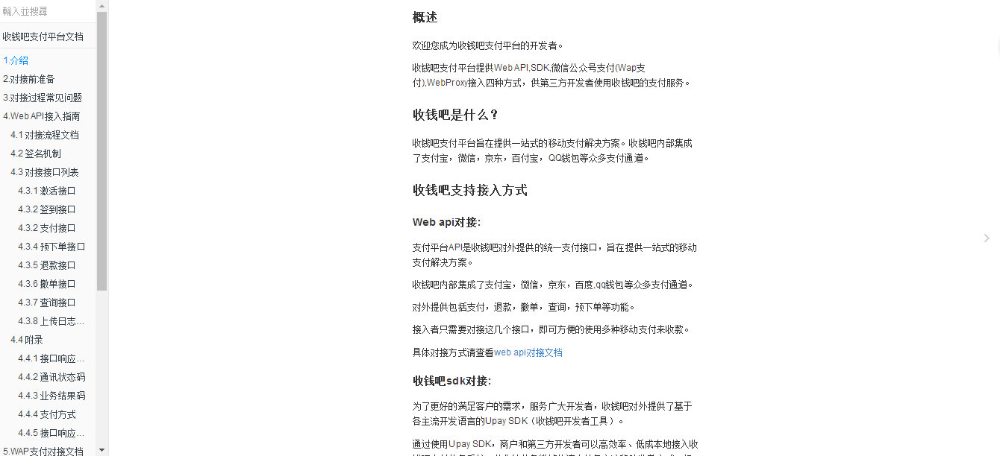 輸入並搜尋
收钱吧支付平台文档
1.介绍
2.对接前准备
3.对接过程常见问题
4.Web API接入指南
4.1 对接流程文档
4.2 签名机制
4.3 对接接口列表
4.3.1 激活接口
4.3.2 签到接口
4.3.2 支付接口
4.3.4 预下单接口
4.3.5 退款接口
4.3.6 撤单接口
4.3.7 查询接口
4.3.8 上传日志...
4.4 附录
4.4.1 接口响应...
4.4.2 通讯状态码
4.4.3 业务结果码
4.4.4 支付方式
4.4.5 接口响应...
5.WAP支付对接文档
概述
欢迎您成为收钱吧支付平台的开发者。
收钱吧支付平台提供Web API,SDK,微信公众号支付(Wap支
付),WebProxy接入四种方式，供第三方开发者使用收钱吧的支付服务。
收钱吧是什么？
收钱吧支付平台旨在提供一站式的移动支付解决方案。收钱吧内部集成
了支付宝，微信，京东，百付宝，QQ钱包等众多支付通道。
收钱吧支持接入方式
Web api对接:
支付平台API是收钱吧对外提供的统一支付接口，旨在提供一站式的移动
支付解决方案。
收钱吧内部集成了支付宝，微信，京东，百度,qq钱包等众多支付通道。
对外提供包括支付，退款，撤单，查询，预下单等功能。
接入者只需要对接这几个接口，即可方便的使用多种移动支付来收款。
具体对接方式请查看web api对接文档
收钱吧sdk对接:
为了更好的满足客户的需求，服务广大开发者，收钱吧对外提供了基于
各主流开发语言的Upay SDK（收钱吧开发者工具）。
通过使用Upay SDK，商户和第三方开发者可以高效率、低成本地接入收